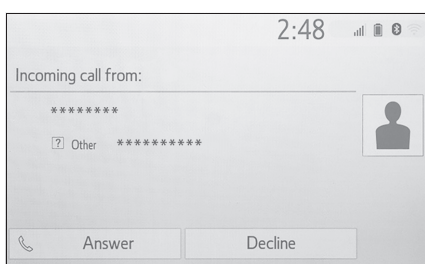 2:48
Incoming call from:
********
? Other **********
Answer Decline